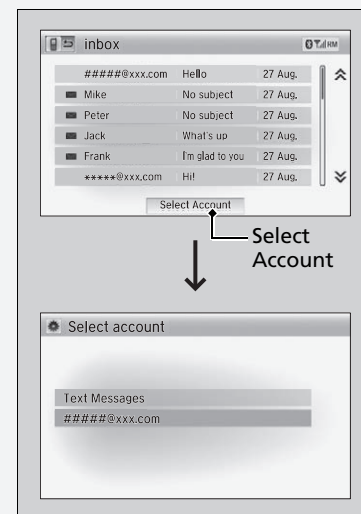 inbox RM
#####@xxx.com Hello 27 Aug.
Mike No subject 27 Aug.
Peter No subject 27 Aug.
Jack What's up 27 Aug.
Frank I'm glad to you 27 Aug.
*****@xxx.com Hi! 27 Aug.
Select Account
Select
Account
Select account
Text Messages
#####@xxx.com